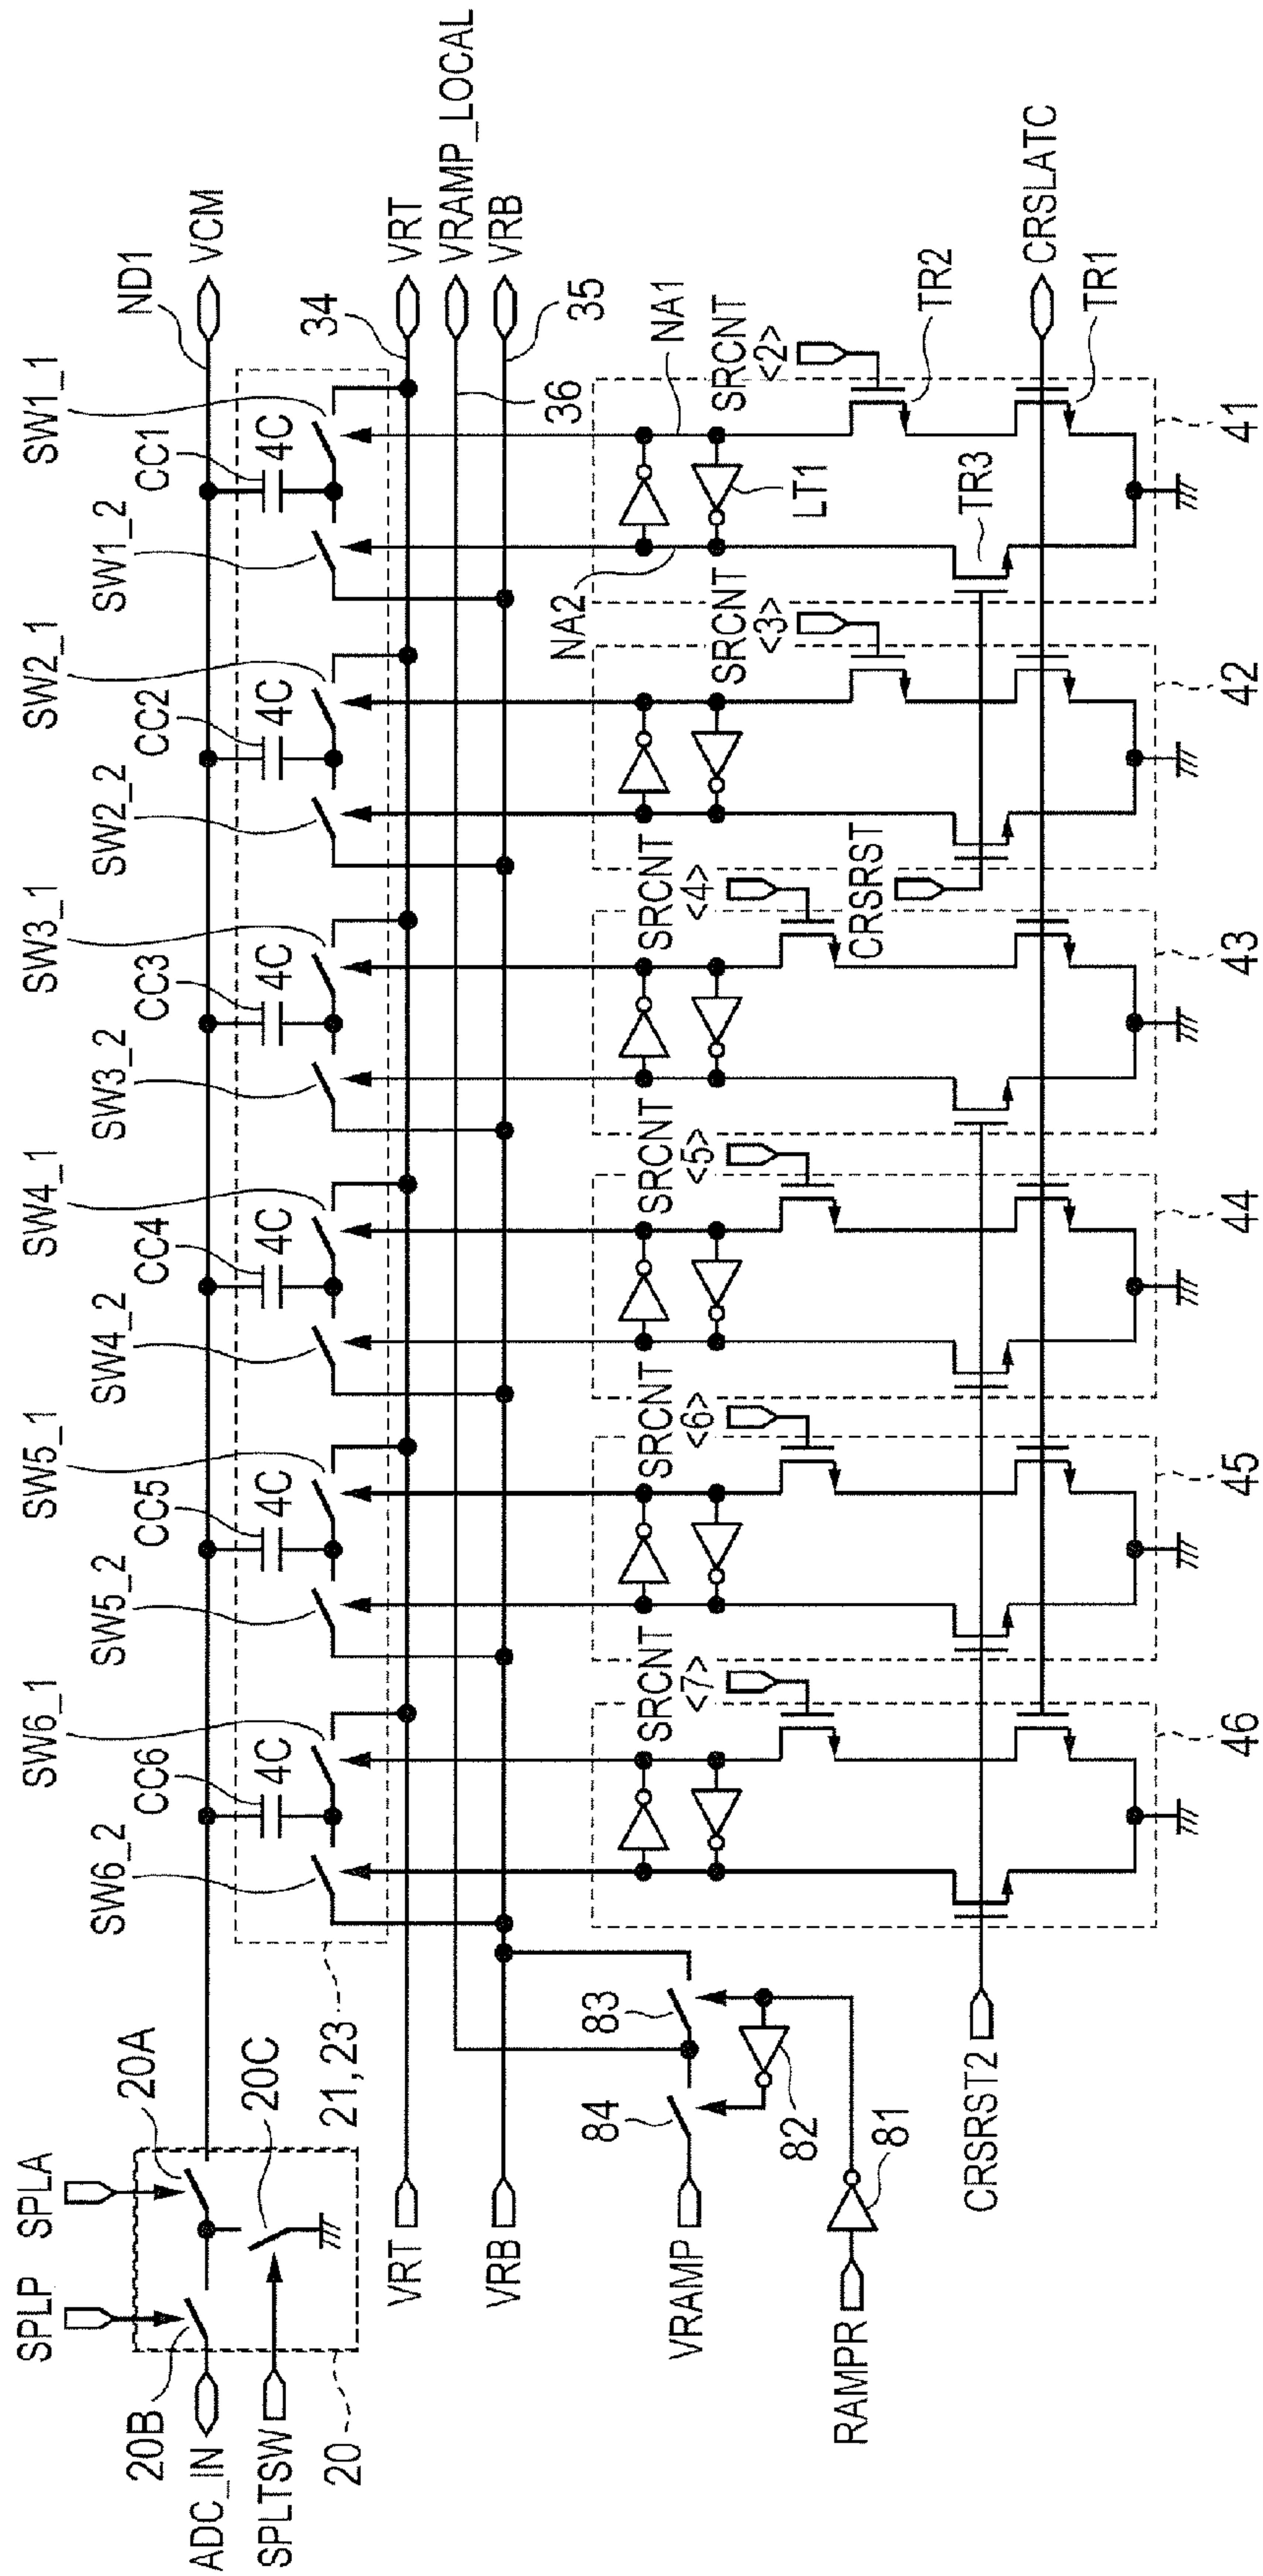 SPLP
SPLA
20B
20A
20C
ADC_IN
SPLTSW
20
21,23
SW6_2
SW6_1
CC6
4C
SW5_2
SW5_1
CC5
4C
SW4_2
SW4_1
CC4
4C
SW3_2
SW3_1
CC3
4C
SW2_2
SW2_1
CC2
4C
SW1_2
SW1_1
CC1
4C
ND1
VCM
34
VRT
VRAMP_LOCAL
VRB
35
36
VRT
VRB
VRAMP
84
83
82
81
RAMPR
SRCNT
<7>
SRCNT
<6>
SRCNT
<5>
SRCNT
<4>
SRCNT
<3>
SRCNT
<2>
NA2
NA1
LT1
TR2
TR3
TR1
CRSRST
CRSLATC
CRSRST2
46
45
44
43
42
41